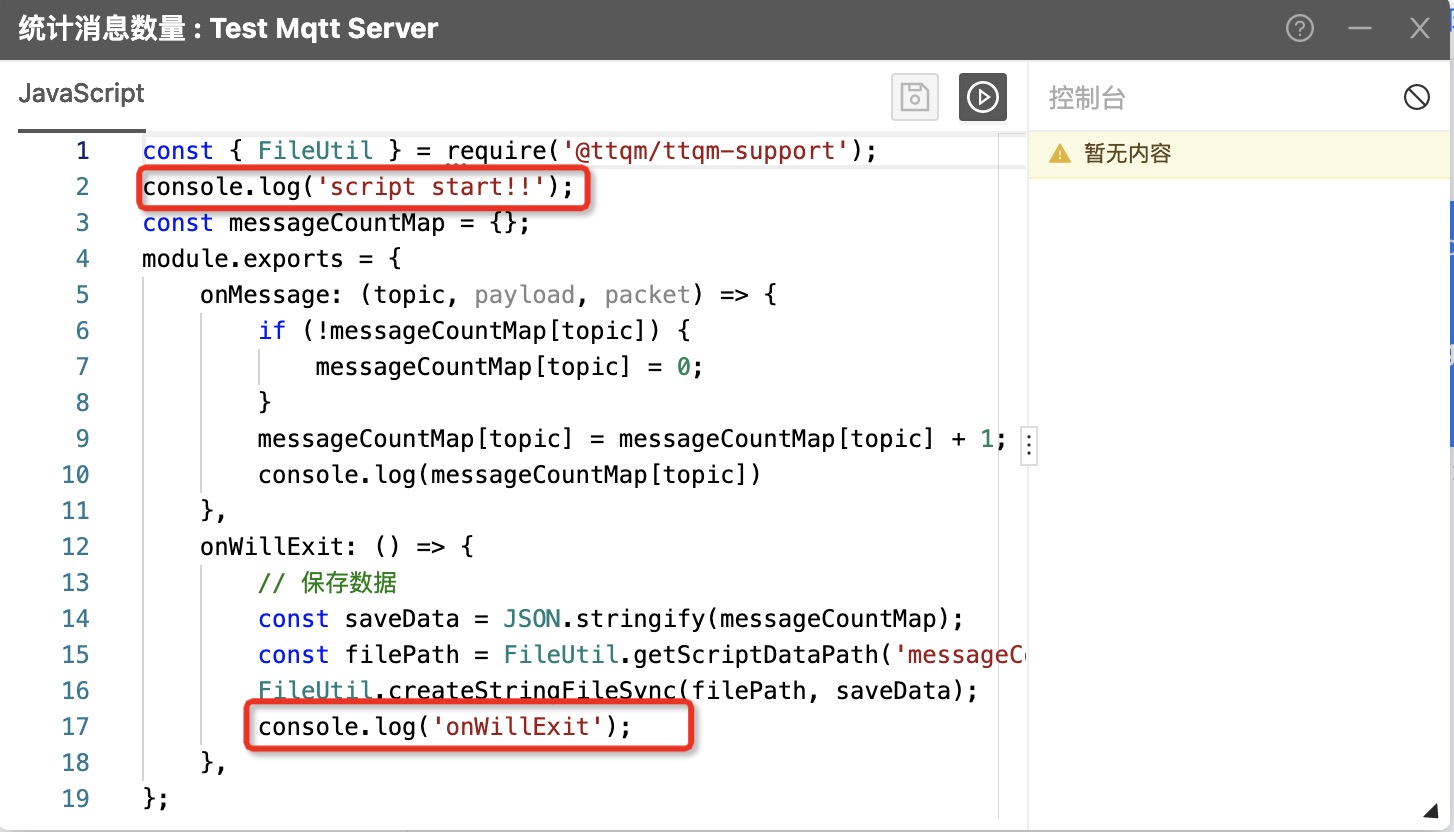 统计消息数量 : Test Mqtt Server
JavaScript
控制台
暂无内容
1 const { FileUtil } = require('@ttqm/ttqm-support');
2 console.log('script start!!');
3 const messageCountMap = {};
4 module.exports = {
5 onMessage: (topic, payload, packet) => {
6 if (!messageCountMap[topic]) {
7 messageCountMap[topic] = 0;
8 }
9 messageCountMap[topic] = messageCountMap[topic] + 1;
10 console.log(messageCountMap[topic])
11 },
12 onWillExit: () => {
13 // 保存数据
14 const saveData = JSON.stringify(messageCountMap);
15 const filePath = FileUtil.getScriptDataPath('messageC
16 FileUtil.createStringFileSync(filePath, saveData);
17 console.log('onWillExit');
18 },
19 };